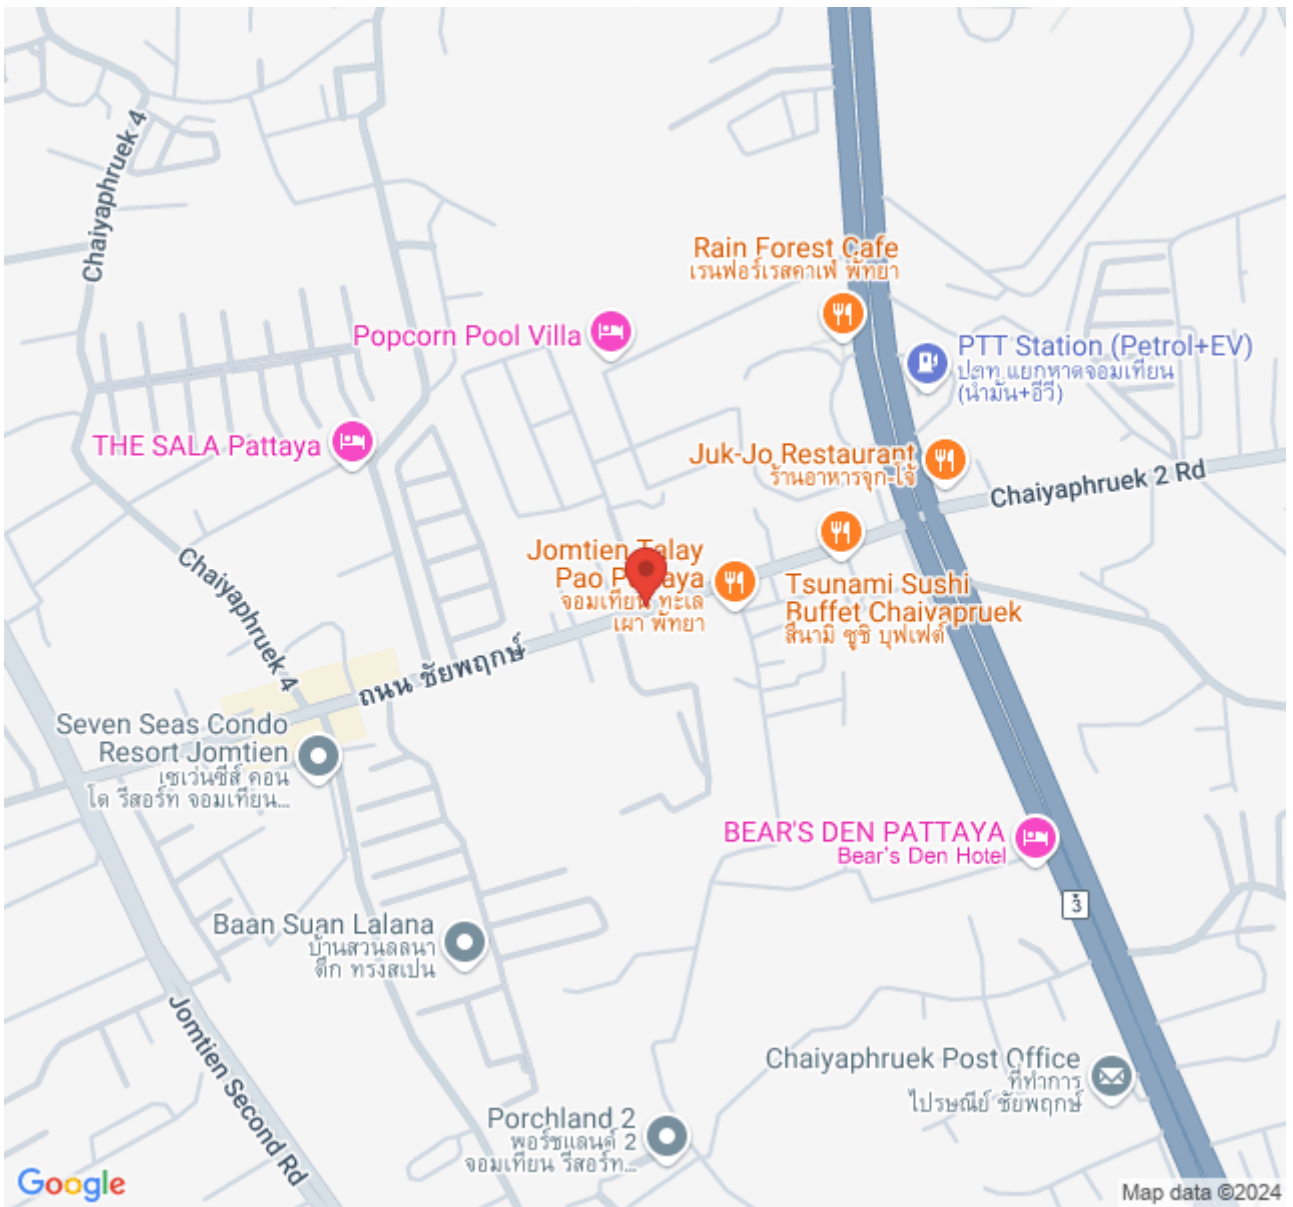 Chaiyaphruek 4
Rain Forest Cafe
เรนฟอร์เรสคาเฟ่ พัทยา
Popcorn Pool Villa
PTT Station (Petrol+EV)
ปตท.แยกหาดจอมเทียน
(น้ำมัน+อีวี)
THE SALA Pattaya
Juk-Jo Restaurant
ร้านอาหารจุก-โจ้
Chaiyaphruek 2 Rd
Chaiyaphruek 4
Jomtien Talay
Pao Pattaya
จอมเทียน ทะเล
เผา พัทยา
Tsunami Sushi
Buffet Chaiyapruek
สึนามิ ซูชิ บุฟเฟต์
ถนน ชัยพฤกษ์
Seven Seas Condo
Resort Jomtien
เซเว่นซีส์ คอน
โด รีสอร์ท จอมเทียน...
BEAR'S DEN PATTAYA
Bear's Den Hotel
3
Baan Suan Lalana
บ้านสวนลลนา
ตึก ทรงสเปน
Jomtien Second Rd
Chaiyaphruek Post Office
ที่ทำการ
ไปรษณีย์ ชัยพฤกษ์
Porchland 2
พอร์ชแลนด์ 2
จอมเทียน รีสอร์ท...
Google
Map data ©2024